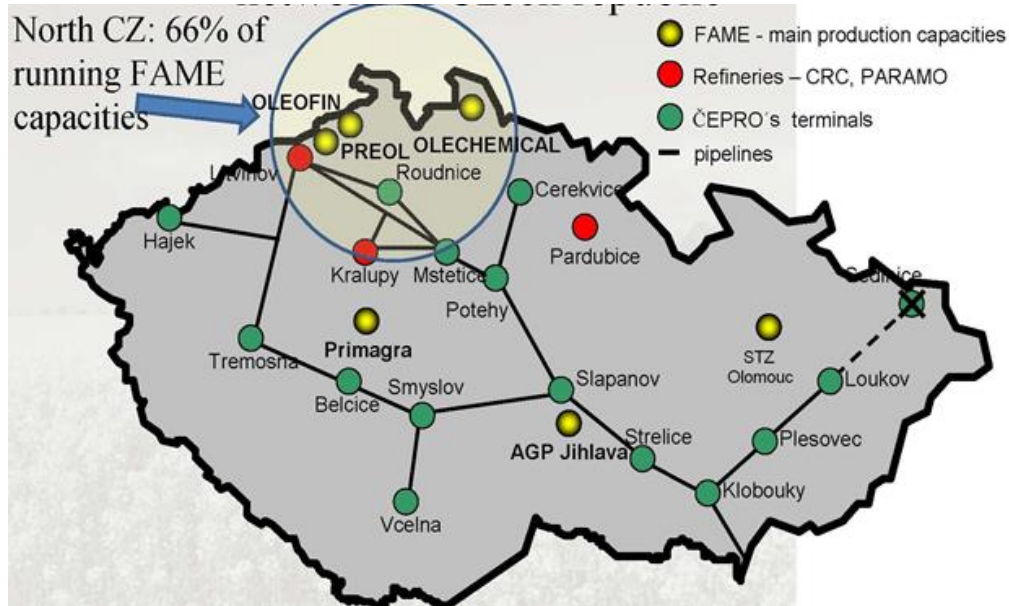 North CZ: 66% of
running FAME
capacities
FAME - main production capacities
Refineries – CRC, PARAMO
ČEPRO´s terminals
pipelines
OLEOFIN
PREOL
OLECHEMICAL
Roudnice
Cerekvice
Hajek
Kralupy
Mstetice
Pardubice
Potehy
Tremosna
Primagra
STZ
Olomouc
Loukov
Belcice
Smyslov
Slapanov
AGP Jihlava
Strelice
Plesovec
Klobouky
Vcelna